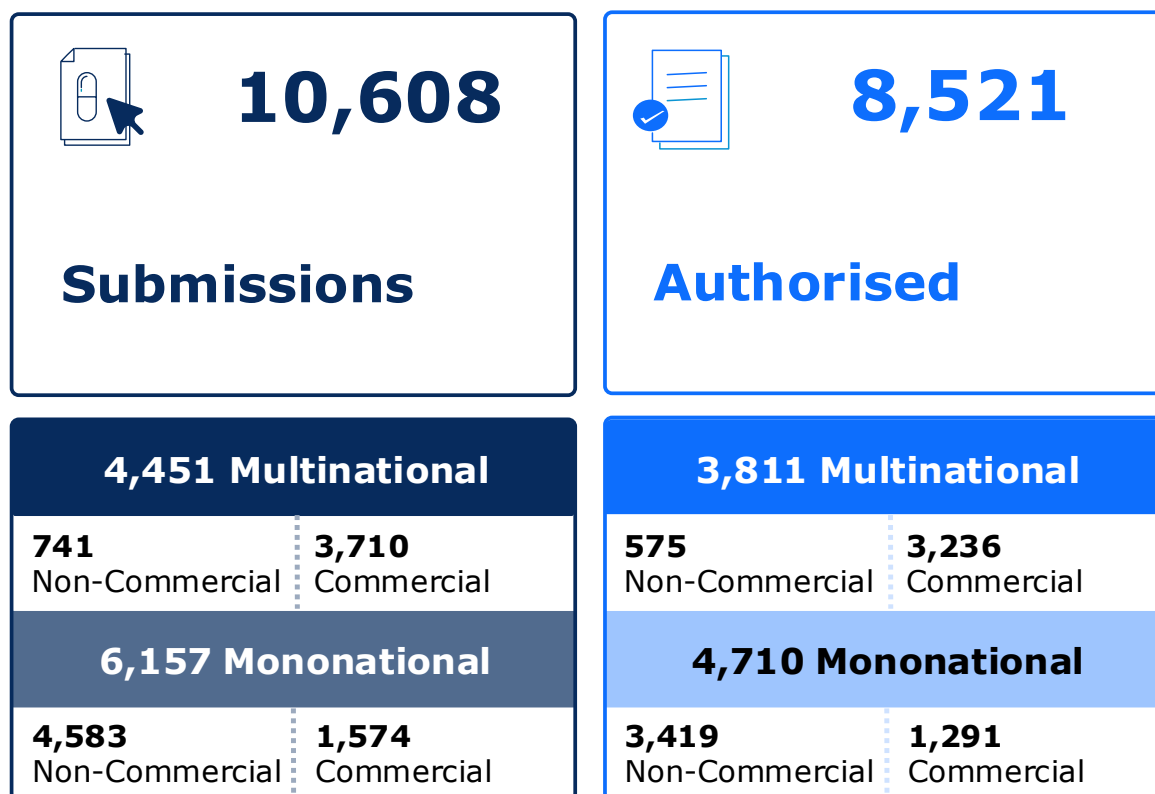 10,608
Submissions
4,451 Multinational
741
Non-Commercial
3,710
Commercial
6,157 Mononational
4,583
Non-Commercial
1,574
Commercial
8,521
Authorised
3,811 Multinational
575
Non-Commercial
3,236
Commercial
4,710 Mononational
3,419
Non-Commercial
1,291
Commercial